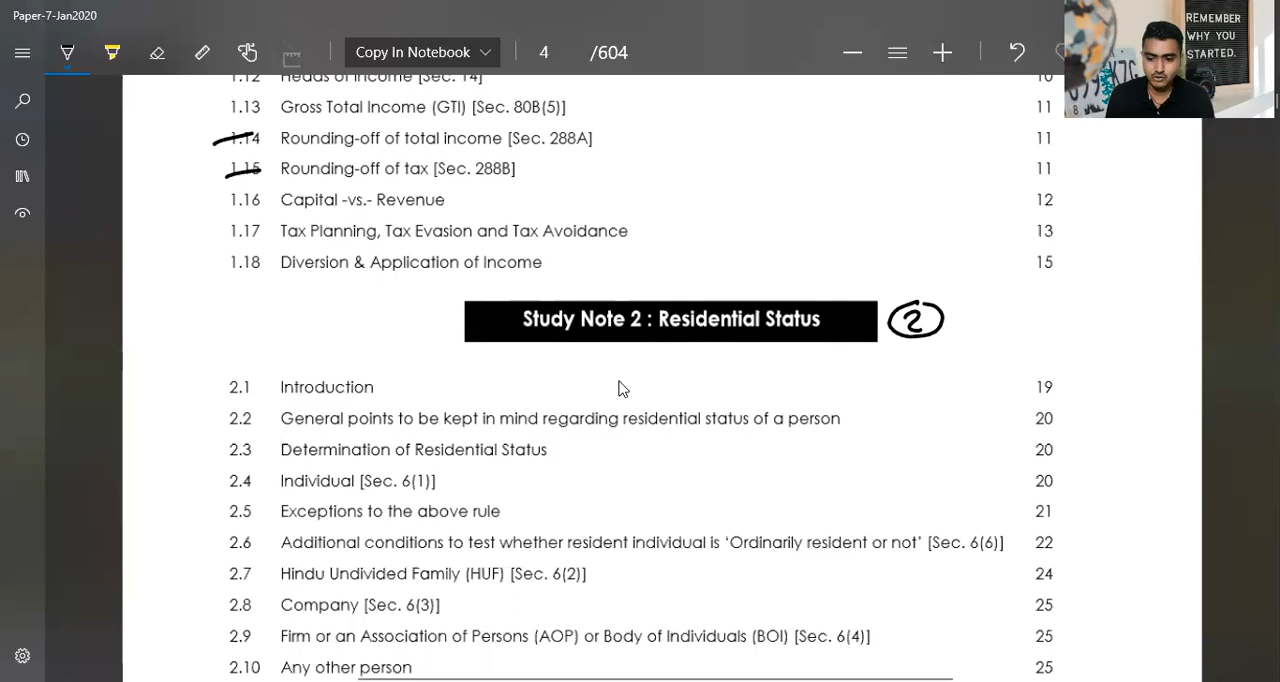 Paper-7-Jan2020
REMEMBER
WHY YOU
STARTED.
Copy In Notebook 4 /604
1.12 Heads of Income [Sec. 14] 10
1.13 Gross Total Income (GTI) [Sec. 80B(5)] 11
1.14 Rounding-off of total income [Sec. 288A] 11
1.15 Rounding-off of tax [Sec. 288B] 11
1.16 Capital -vs.- Revenue 12
1.17 Tax Planning, Tax Evasion and Tax Avoidance 13
1.18 Diversion & Application of Income 15
Study Note 2 : Residential Status 2
2.1 Introduction 19
2.2 General points to be kept in mind regarding residential status of a person 20
2.3 Determination of Residential Status 20
2.4 Individual [Sec. 6(1)] 20
2.5 Exceptions to the above rule 21
2.6 Additional conditions to test whether resident individual is ‘Ordinarily resident or not’ [Sec. 6(6)] 22
2.7 Hindu Undivided Family (HUF) [Sec. 6(2)] 24
2.8 Company [Sec. 6(3)] 25
2.9 Firm or an Association of Persons (AOP) or Body of Individuals (BOI) [Sec. 6(4)] 25
2.10 Any other person 25